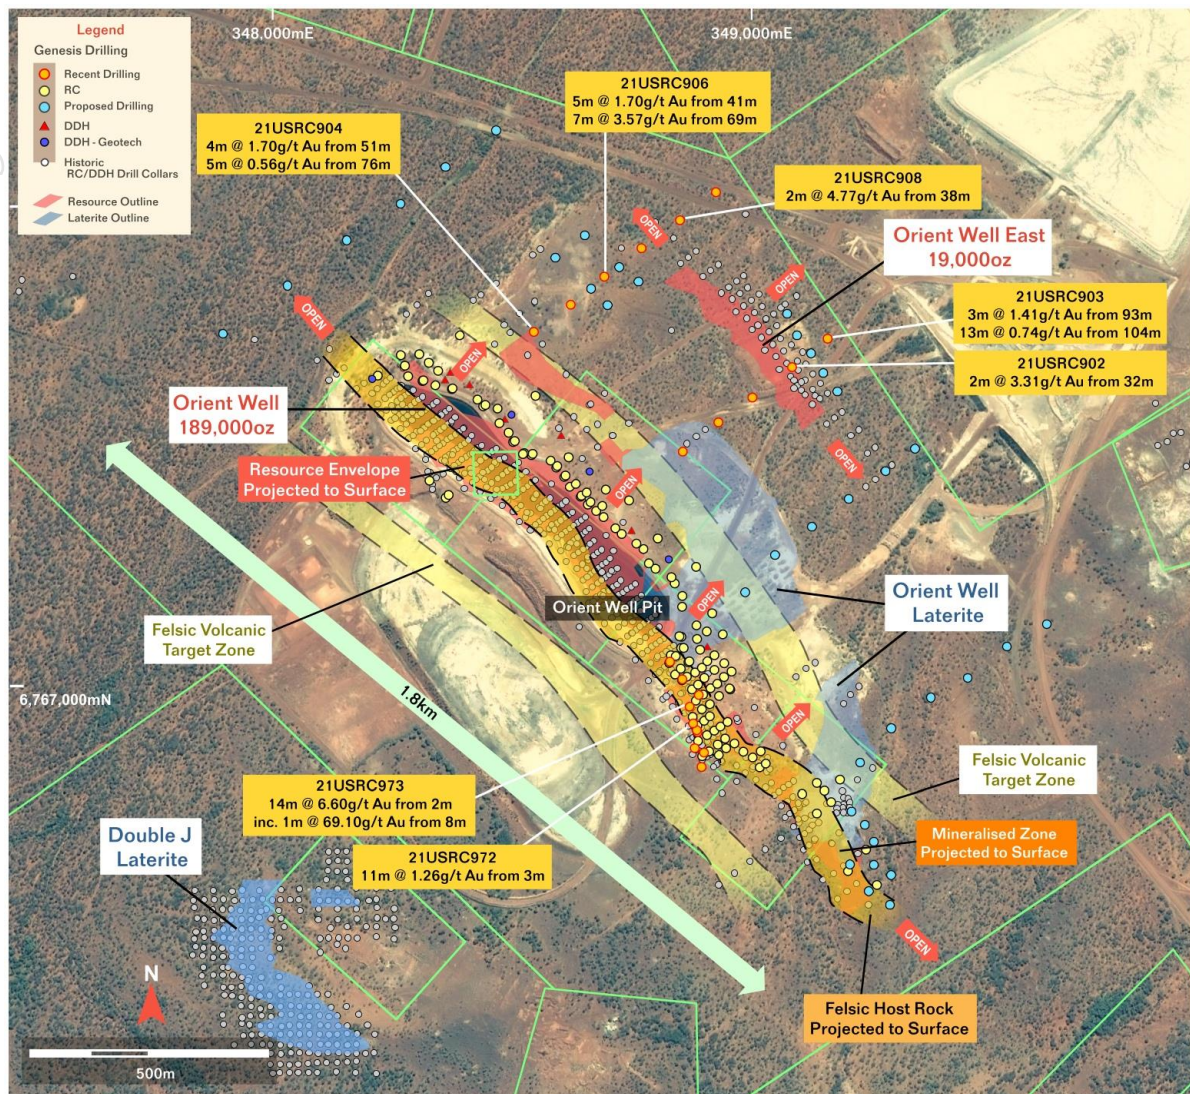 Legend
Genesis Drilling
Recent Drilling
RC
Proposed Drilling
DDH
DDH - Geotech
Historic
RC/DDH Drill Collars
Resource Outline
Laterite Outline
348,000mE
349,000mE
21USRC904
4m @ 1.70g/t Au from 51m
5m @ 0.56g/t Au from 76m
21USRC906
5m @ 1.70g/t Au from 41m
7m @ 3.57g/t Au from 69m
21USRC908
2m @ 4.77g/t Au from 38m
OPEN
Orient Well East
19,000oz
OPEN
21USRC903
3m @ 1.41g/t Au from 93m
13m @ 0.74g/t Au from 104m
OPEN
OPEN
21USRC902
2m @ 3.31g/t Au from 32m
Orient Well
189,000oz
OPEN
Resource Envelope
Projected to Surface
OPEN
Orient Well Pit
OPEN
Orient Well
Laterite
Felsic Volcanic
Target Zone
6,767,000mN
1.8km
OPEN
Felsic Volcanic
Target Zone
21USRC973
14m @ 6.60g/t Au from 2m
inc. 1m @ 69.10g/t Au from 8m
Double J
Laterite
Mineralised Zone
Projected to Surface
21USRC972
11m @ 1.26g/t Au from 3m
OPEN
N
Felsic Host Rock
Projected to Surface
500m